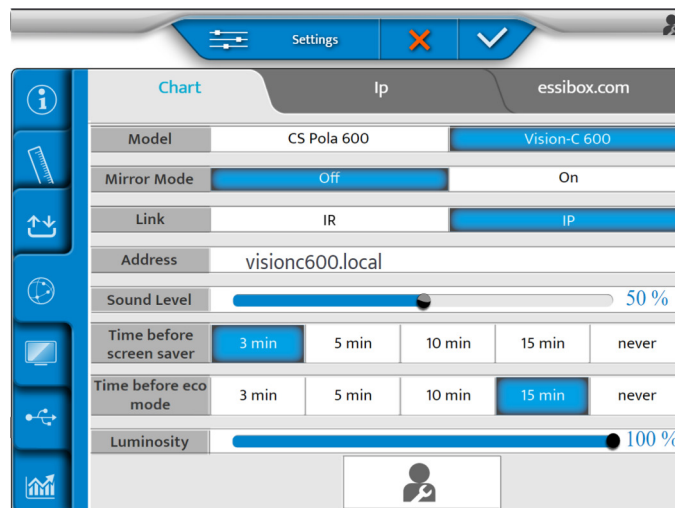 Settings
Chart Ip essibox.com
Model CS Pola 600 Vision-C 600
Mirror Mode Off On
Link IR IP
Address visionc600.local
Sound Level 50 %
Time before
screen saver 3 min 5 min 10 min 15 min never
Time before eco
mode 3 min 5 min 10 min 15 min never
Luminosity 100 %